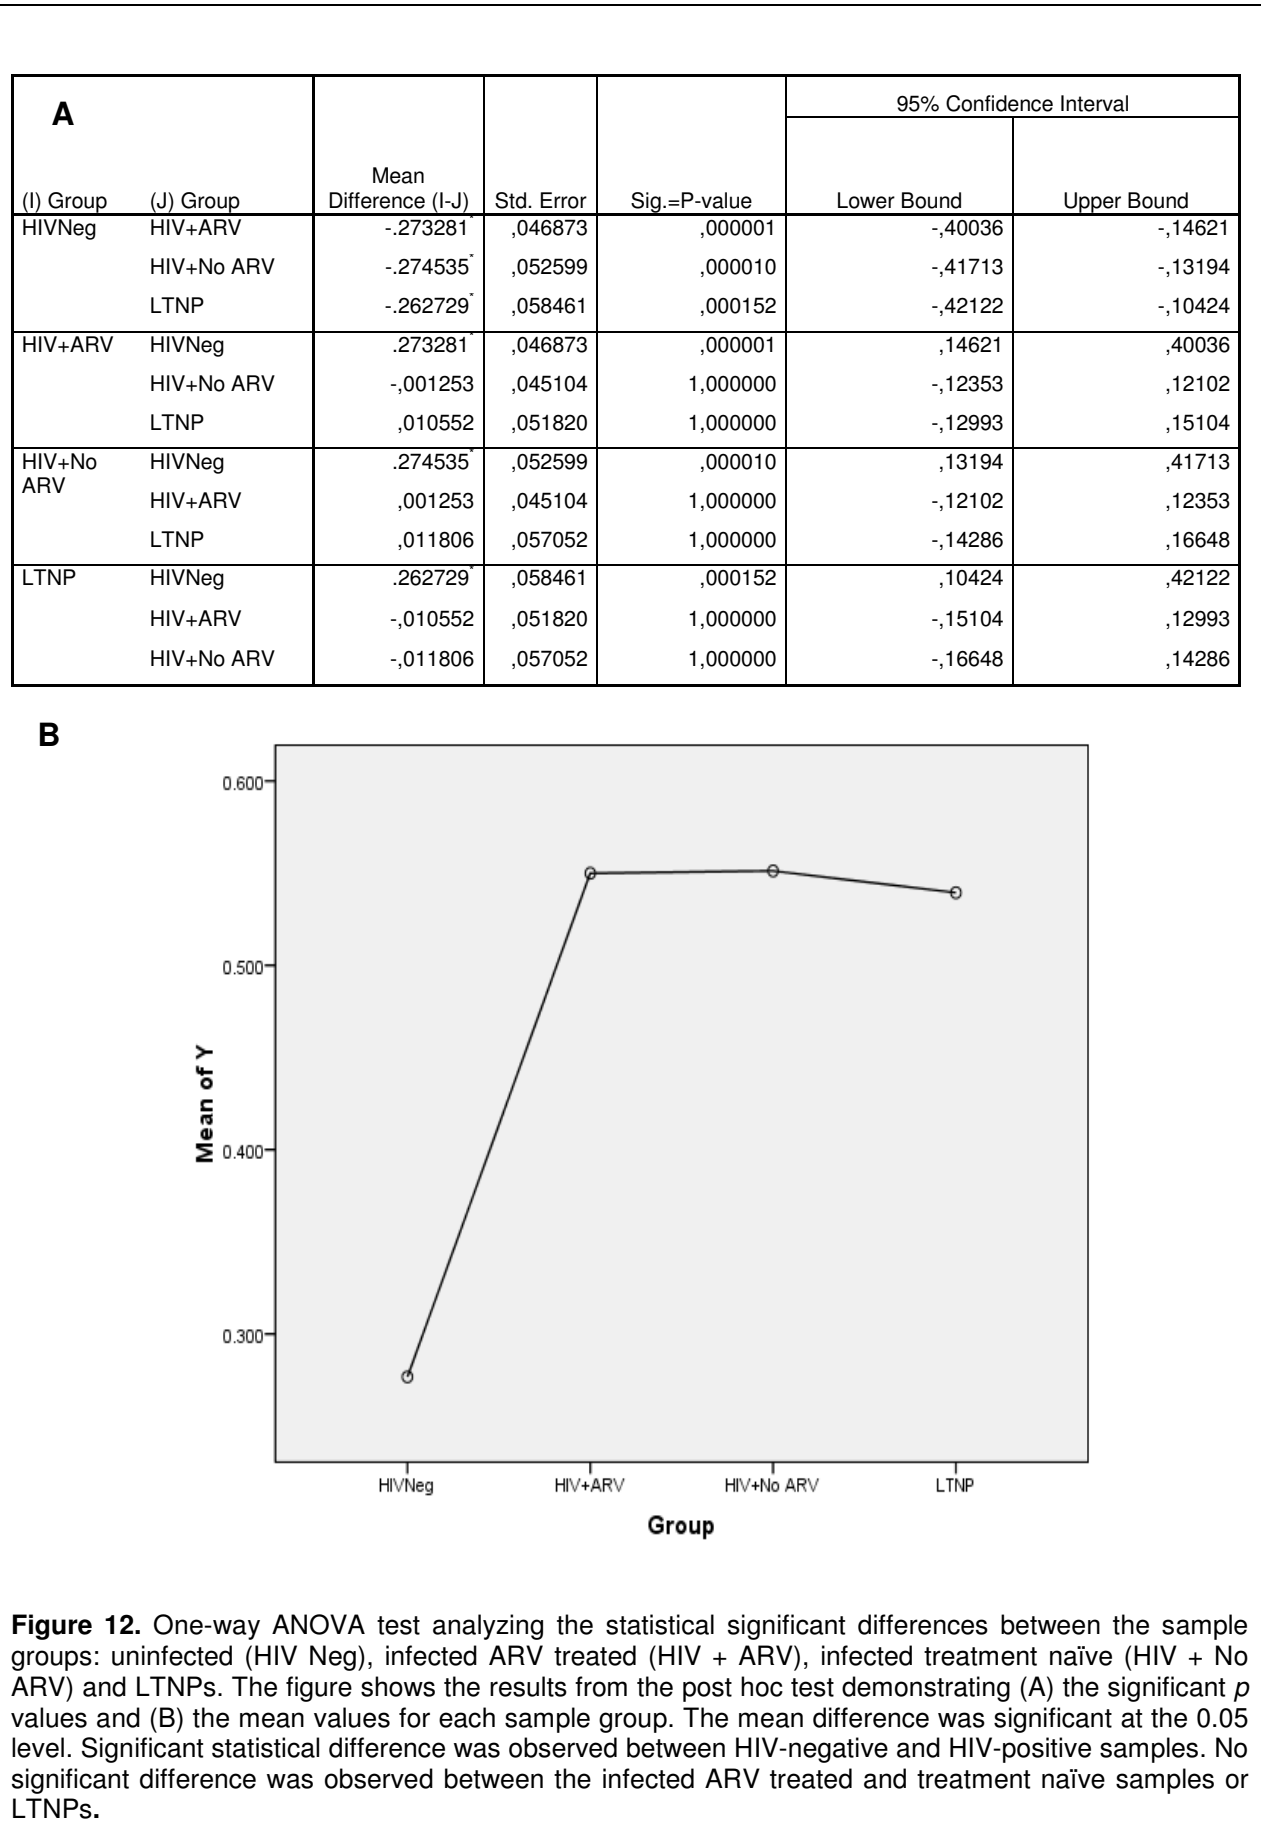 A
95% Confidence Interval
(I) Group (J) Group Mean Difference (I-J) Std. Error Sig.=P-value Lower Bound Upper Bound
HIVNeg HIV+ARV -.273281* ,046873 ,000001 -,40036 -,14621
HIV+No ARV -.274535* ,052599 ,000010 -,41713 -,13194
LTNP -.262729* ,058461 ,000152 -,42122 -,10424
HIV+ARV HIVNeg .273281* ,046873 ,000001 ,14621 ,40036
HIV+No ARV -,001253 ,045104 1,000000 -,12353 ,12102
LTNP ,010552 ,051820 1,000000 -,12993 ,15104
HIV+No ARV HIVNeg .274535* ,052599 ,000010 ,13194 ,41713
HIV+ARV ,001253 ,045104 1,000000 -,12102 ,12353
LTNP ,011806 ,057052 1,000000 -,14286 ,16648
LTNP HIVNeg .262729* ,058461 ,000152 ,10424 ,42122
HIV+ARV -,010552 ,051820 1,000000 -,15104 ,12993
HIV+No ARV -,011806 ,057052 1,000000 -,16648 ,14286
B
0.600
0.500
0.400
0.300
Mean of Y
HIVNeg HIV+ARV HIV+No ARV LTNP
Group
Figure 12. One-way ANOVA test analyzing the statistical significant differences between the sample
groups: uninfected (HIV Neg), infected ARV treated (HIV + ARV), infected treatment naïve (HIV + No
ARV) and LTNPs. The figure shows the results from the post hoc test demonstrating (A) the significant p
values and (B) the mean values for each sample group. The mean difference was significant at the 0.05
level. Significant statistical difference was observed between HIV-negative and HIV-positive samples. No
significant difference was observed between the infected ARV treated and treatment naïve samples or
LTNPs.